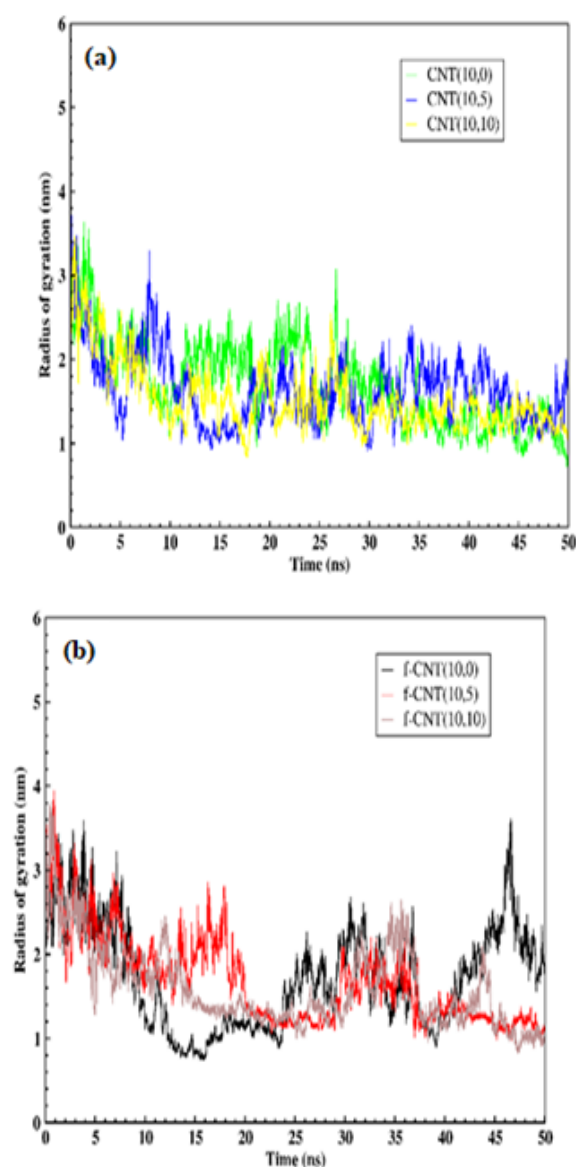 (a)
CNT(10,0)
CNT(10,5)
CNT(10,10)
Radius of gyration (nm)
6
5
4
3
2
1
0
0 5 10 15 20 25 30 35 40 45 50
Time (ns)
(b)
f-CNT(10,0)
f-CNT(10,5)
f-CNT(10,10)
Radius of gyration (nm)
6
5
4
3
2
1
0
0 5 10 15 20 25 30 35 40 45 50
Time (ns)